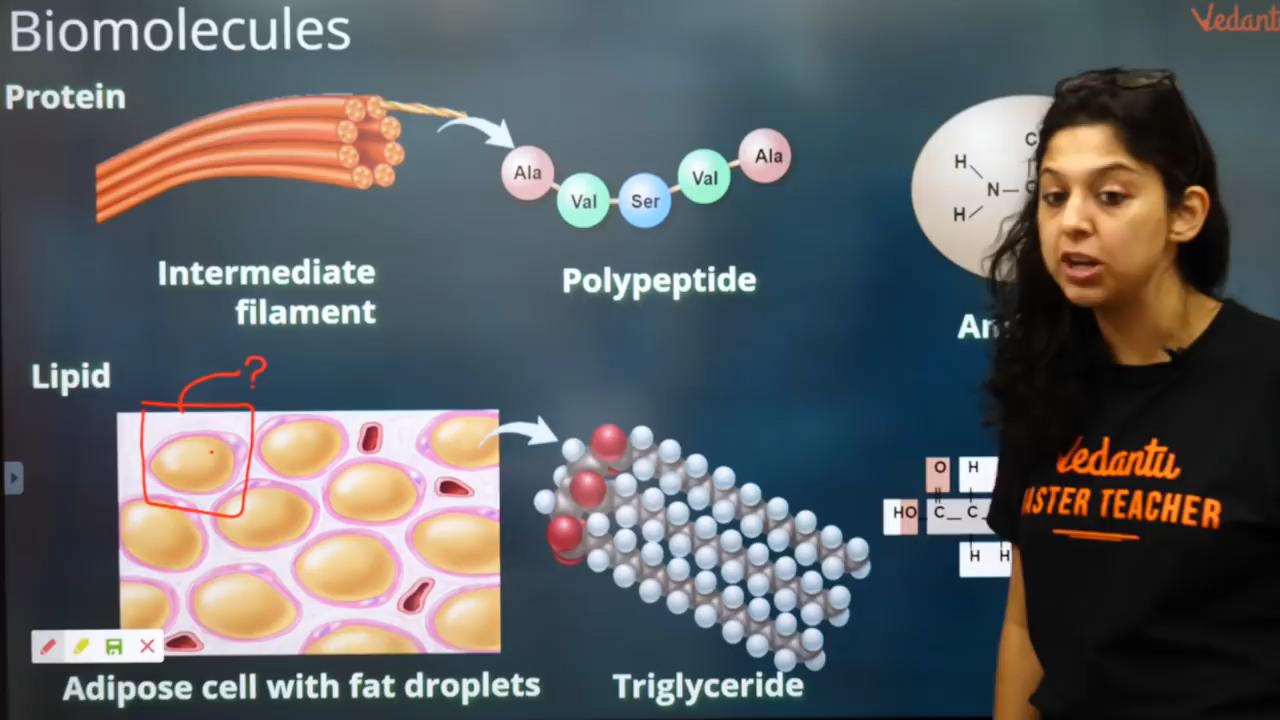 Biomolecules
Vedant
Protein
Ala
Val
Ser
Val
Ala
H
N
H
C
Intermediate
filament
Polypeptide
Lipid
?
O H
HO C C
H H
Vedantu
ASTER TEACHER
Adipose cell with fat droplets
Triglyceride